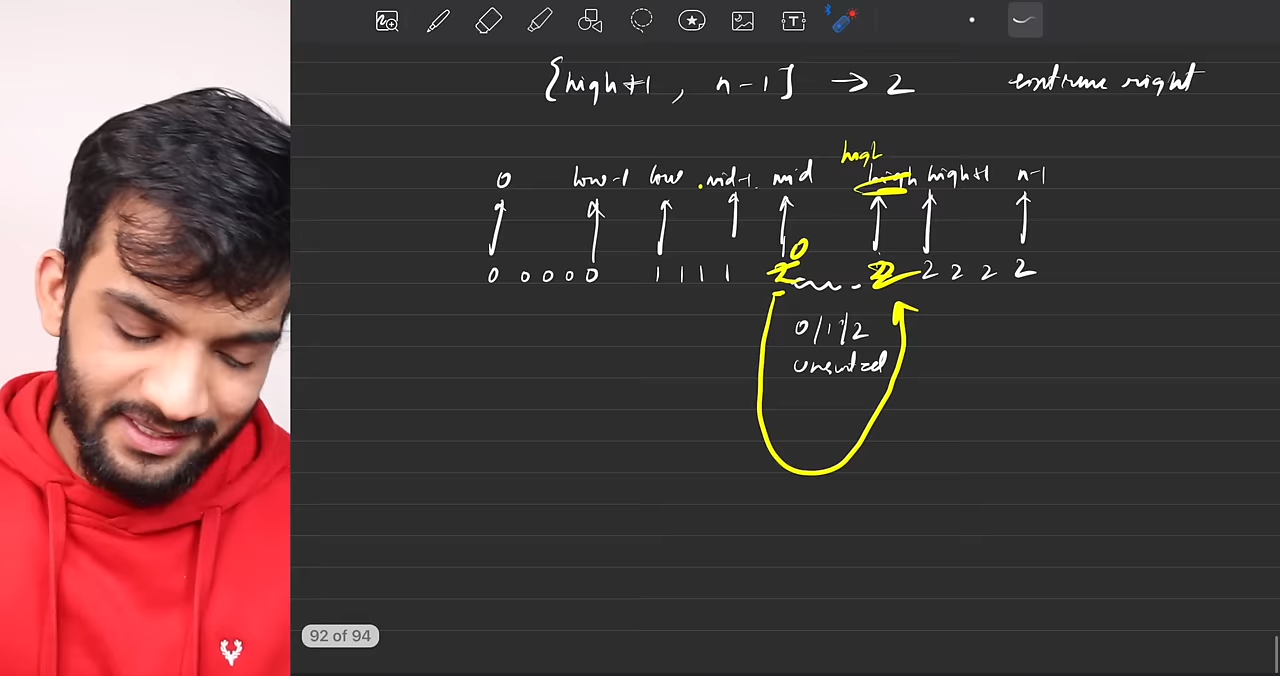 [high+1, n-1] → 2 extreme right
high
0 low-1 low mid-1 mid high high+1 n-1
0
0 0 0 0 0 1 1 1 1 2 2 2 2 2
0/1/2
unsorted
92 of 94